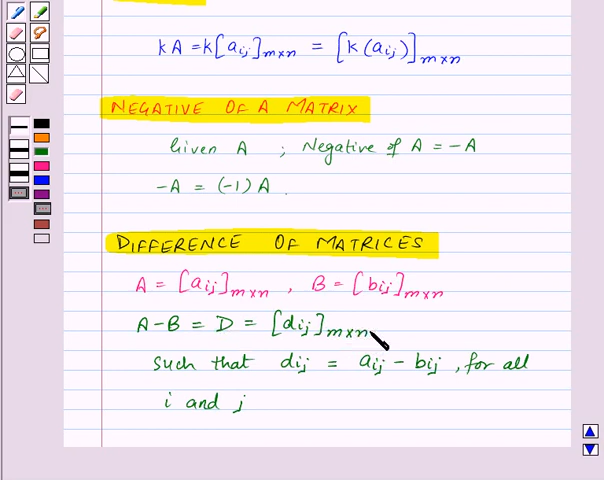 kA = k[aij]m×n = [k(aij)]m×n
NEGATIVE OF A MATRIX
Given A ; Negative of A = -A
-A = (-1) A .
DIFFERENCE OF MATRICES
A = [aij]m×n , B = [bij]m×n
A-B = D = [dij]m×n
such that dij = aij - bij , for all
i and j